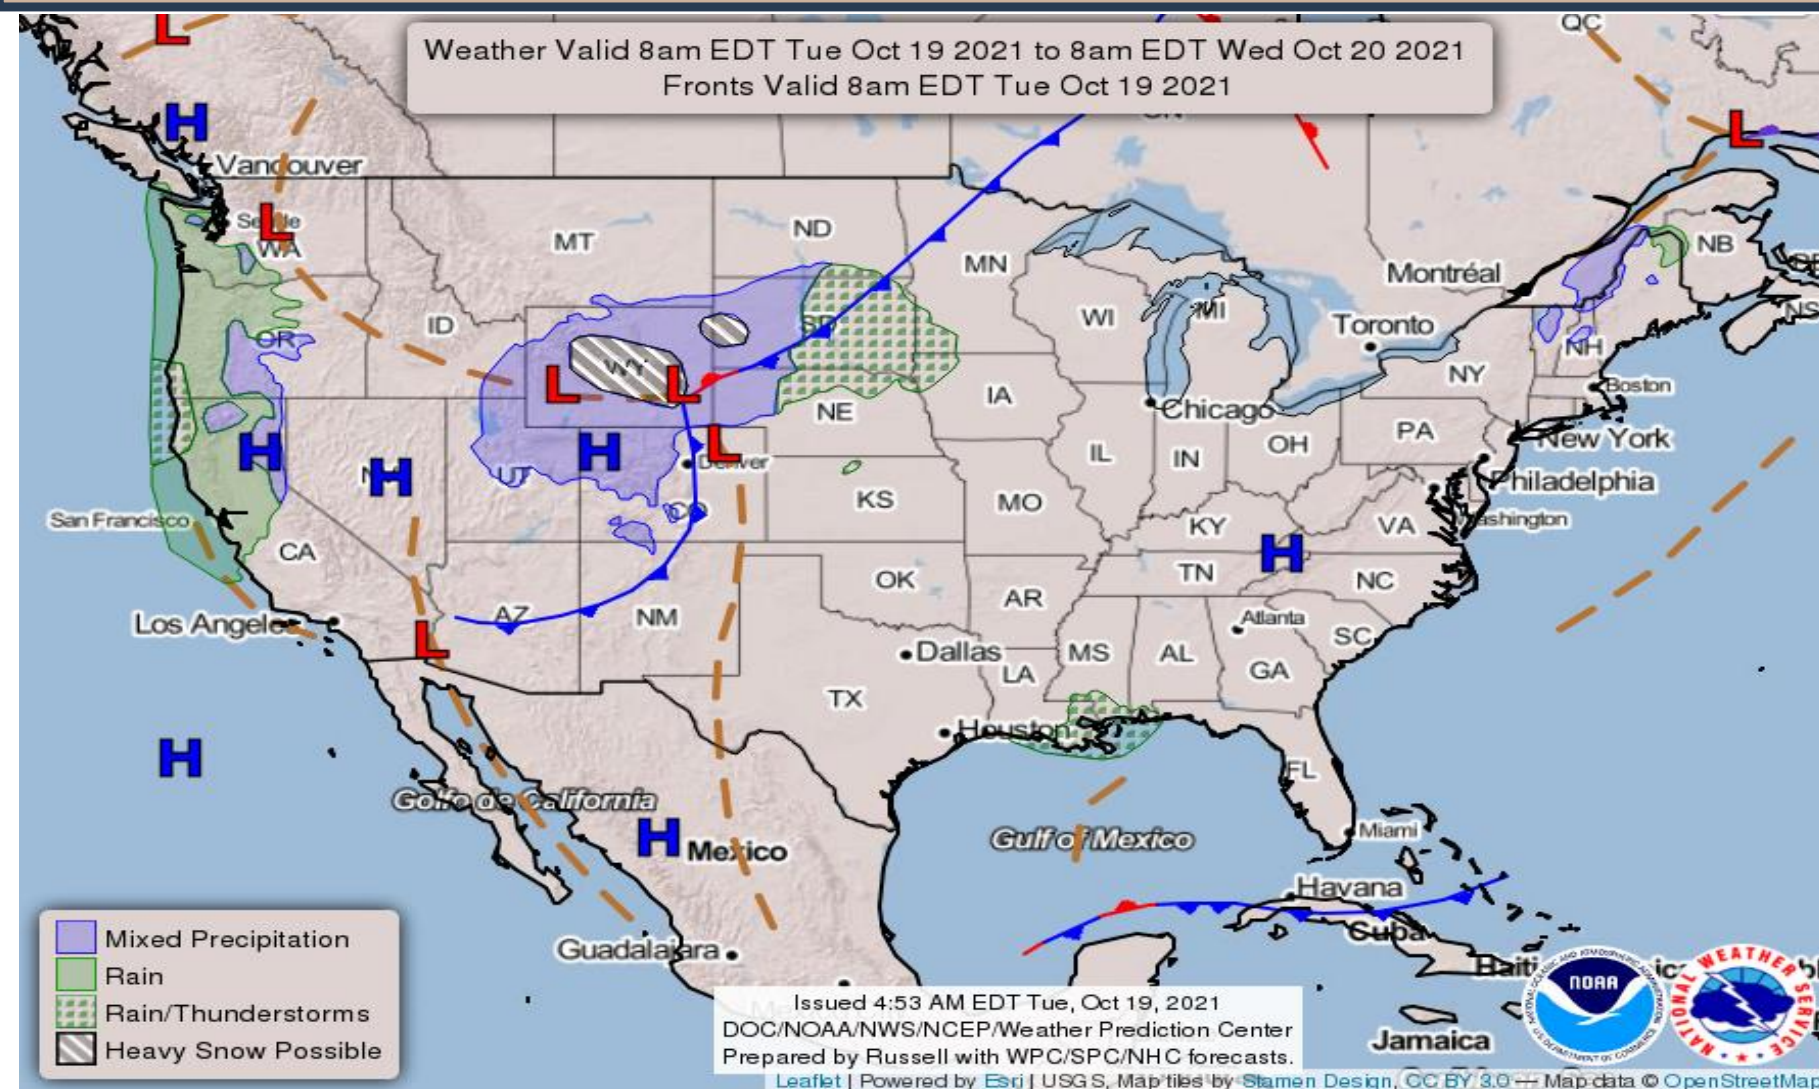 Weather Valid 8am EDT Tue Oct 19 2021 to 8am EDT Wed Oct 20 2021
Fronts Valid 8am EDT Tue Oct 19 2021
QC
L
L
H
Vancouver
L
Seattle
WA
MT
ND
MN
Montréal
NB
NS
OR
ID
WY
SD
WI
MI
Toronto
NH
L
L
NE
IA
Chicago
NY
Boston
H
H
NV
UT
H
L
Denver
IL
IN
OH
PA
New York
Philadelphia
San Francisco
CA
CO
KS
MO
KY
VA
Washington
H
AZ
NM
OK
AR
TN
NC
Los Angeles
L
Dallas
LA
MS
AL
Atlanta
GA
SC
TX
Houston
FL
H
Golfo de California
H
Mexico
Gulf of Mexico
Miami
Havana
Cuba
Haiti
Jamaica
Guadalajara
Mixed Precipitation
Rain
Rain/Thunderstorms
Heavy Snow Possible
Issued 4:53 AM EDT Tue, Oct 19, 2021
DOC/NOAA/NWS/NCEP/Weather Prediction Center
Prepared by Russell with WPC/SPC/NHC forecasts.
NOAA
NATIONAL WEATHER SERVICE
Leaflet | Powered by Esri | USGS, Map tiles by Stamen Design, CC BY 3.0 — Map data © OpenStreetMap